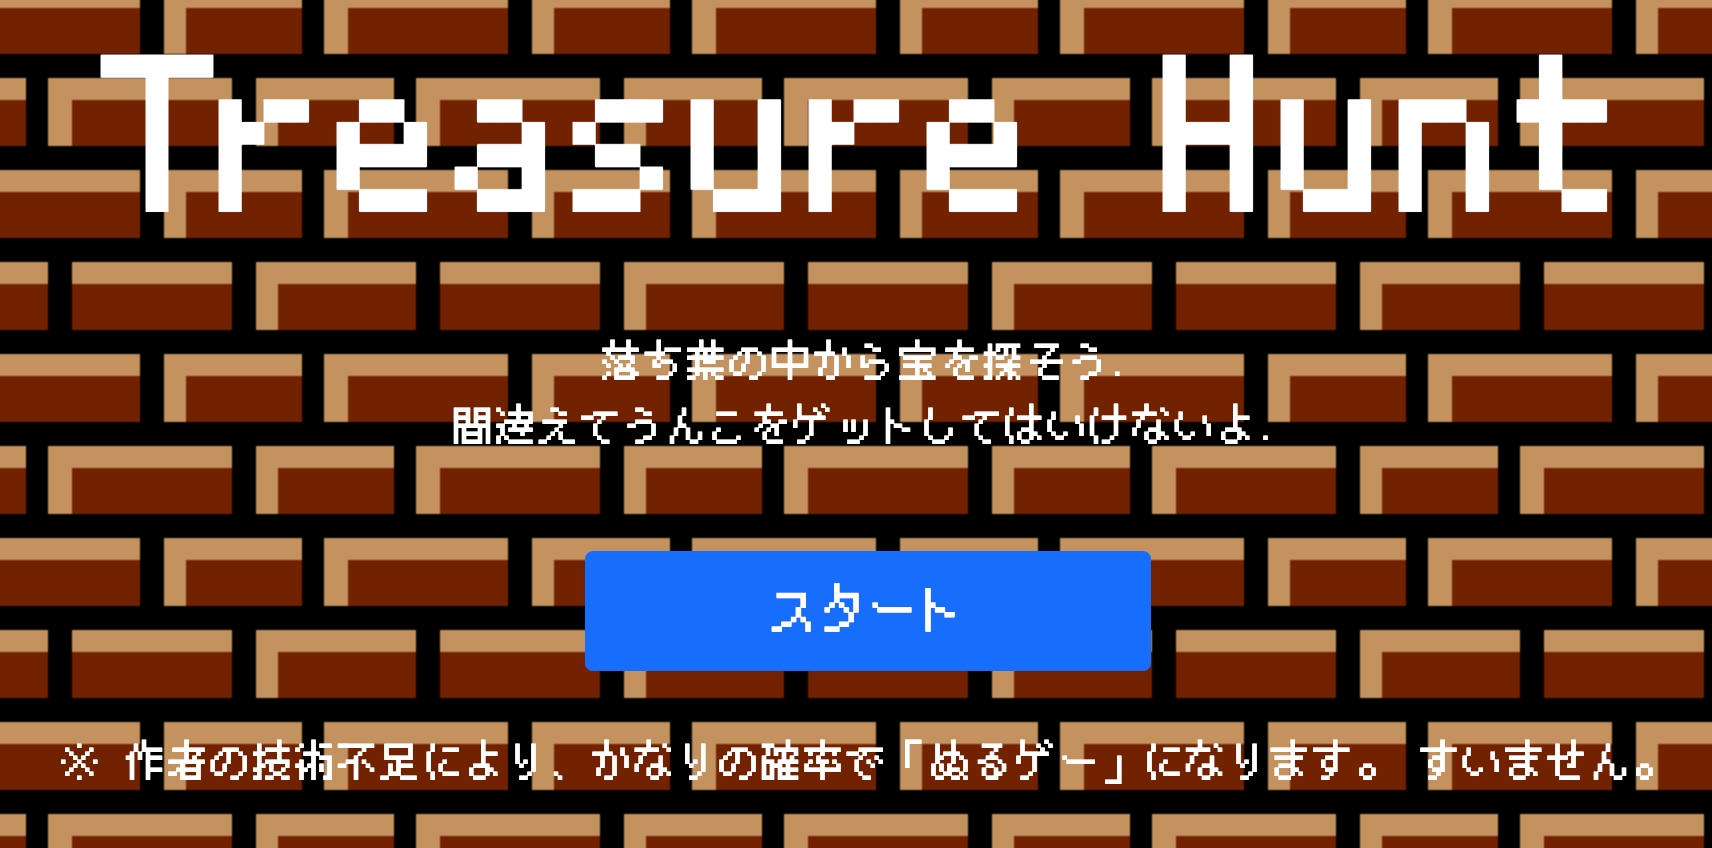 Treasure Hunt
落ち葉の中から宝を探そう.
間違えてうんこをゲットしてはいけないよ.
スタート
※ 作者の技術不足により、かなりの確率で「ぬるゲー」になります。 すいません。